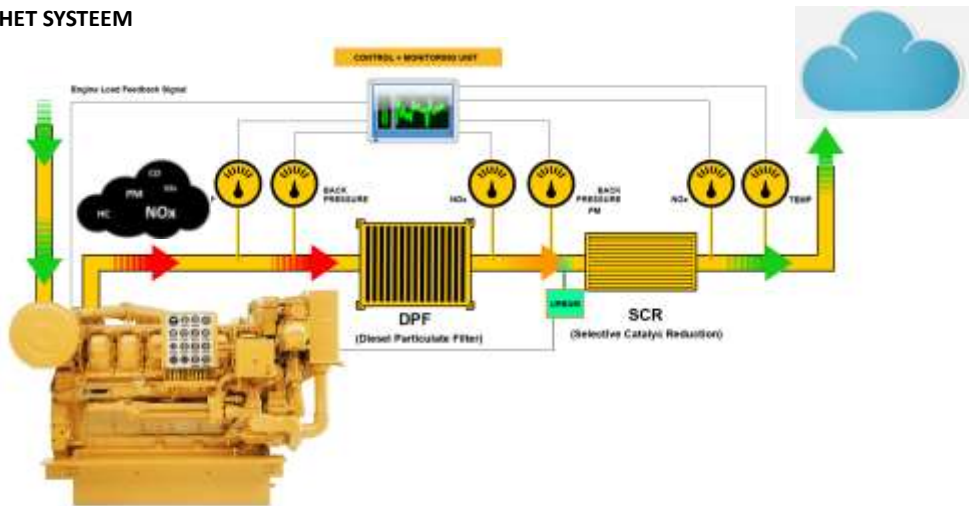 HET SYSTEEM
CONTROL + MONITORING UNIT
Engine Load Feedback Signal
CO
PM
HC
NOx
BACK
PRESSURE
NOx
BACK
PRESSURE
PM
NOx
TEMP
UREUM
DPF
(Diesel Particulate Filter)
SCR
(Selective Catalyc Reduction)